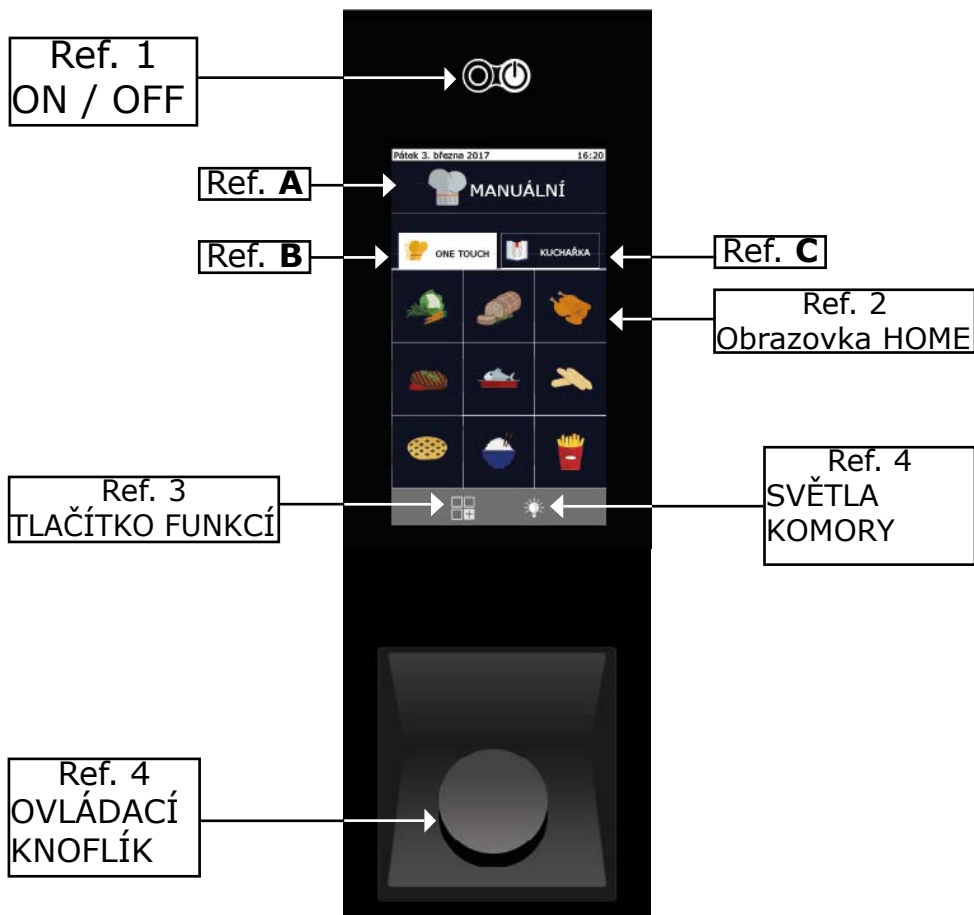 Ref. 1
ON / OFF
Pátek 3. března 2017 16:20
Ref. A
MANUÁLNÍ
Ref. B
ONE TOUCH
KUCHAŘKA
Ref. C
Ref. 2
Obrazovka HOME
Ref. 3
TLAČÍTKO FUNKCÍ
Ref. 4
SVĚTLA
KOMORY
Ref. 4
OVLÁDACÍ
KNOFLÍK